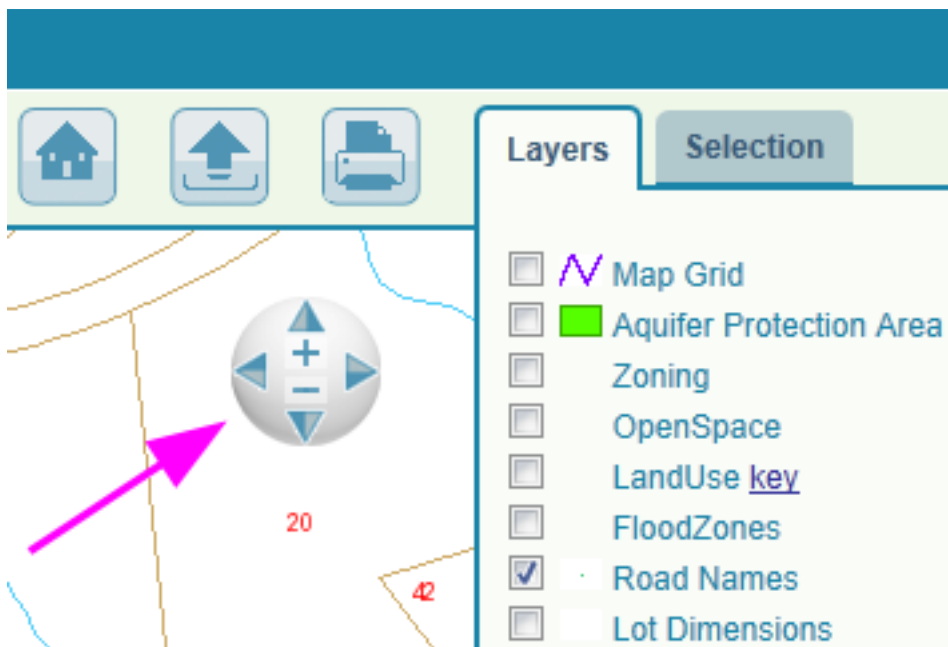 Layers
Selection
Map Grid
Aquifer Protection Area
Zoning
OpenSpace
LandUse key
FloodZones
Road Names
Lot Dimensions
20
42